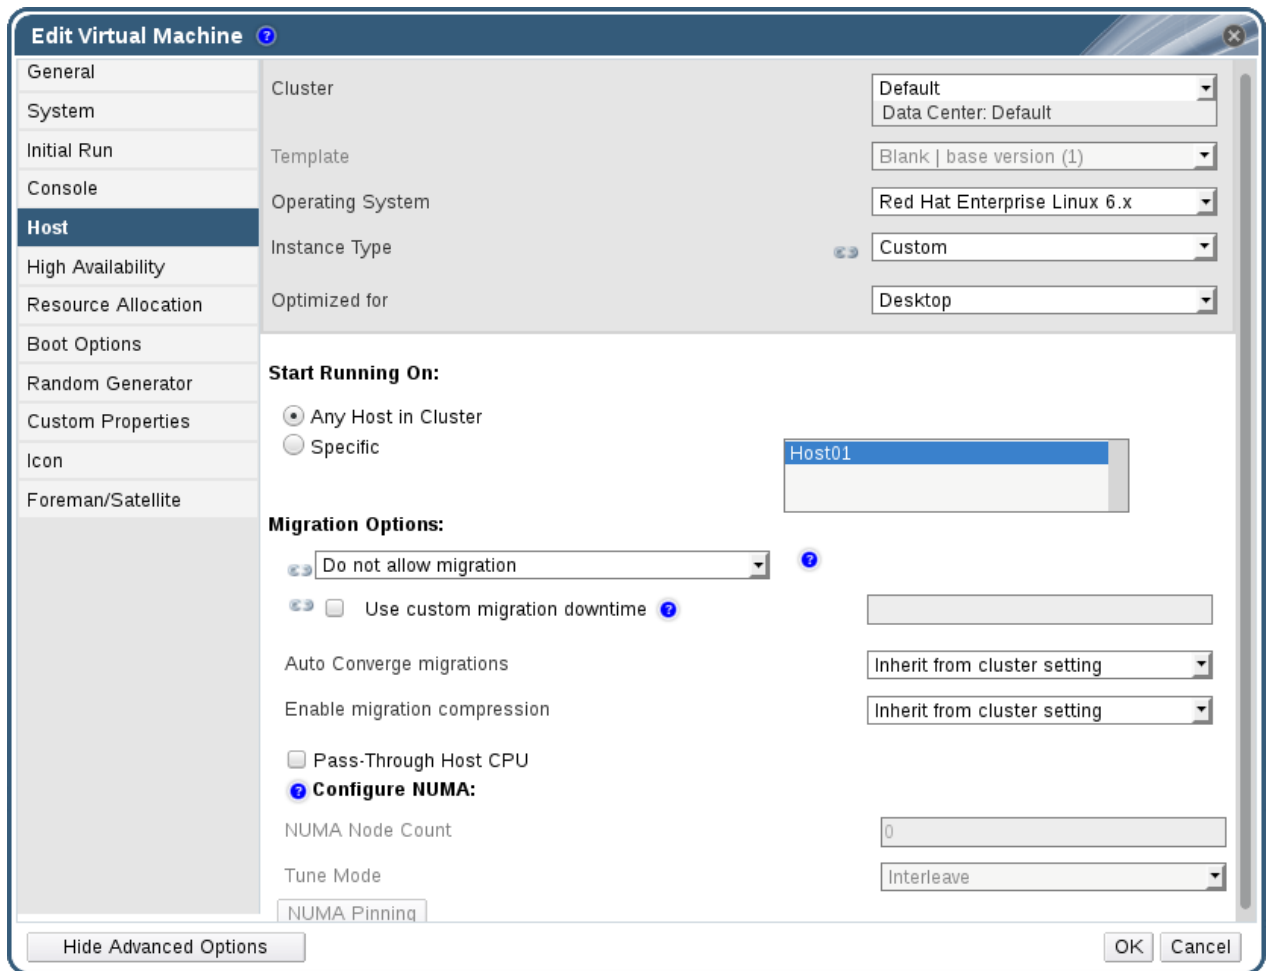 Edit Virtual Machine
General
System
Initial Run
Console
Host
High Availability
Resource Allocation
Boot Options
Random Generator
Custom Properties
Icon
Foreman/Satellite
Cluster
Default
Data Center: Default
Template
Blank | base version (1)
Operating System
Red Hat Enterprise Linux 6.x
Instance Type
Custom
Optimized for
Desktop
Start Running On:
Any Host in Cluster
Specific
Host01
Migration Options:
Do not allow migration
Use custom migration downtime
Auto Converge migrations
Inherit from cluster setting
Enable migration compression
Inherit from cluster setting
Pass-Through Host CPU
Configure NUMA:
NUMA Node Count
0
Tune Mode
Interleave
NUMA Pinning
Hide Advanced Options
OK
Cancel